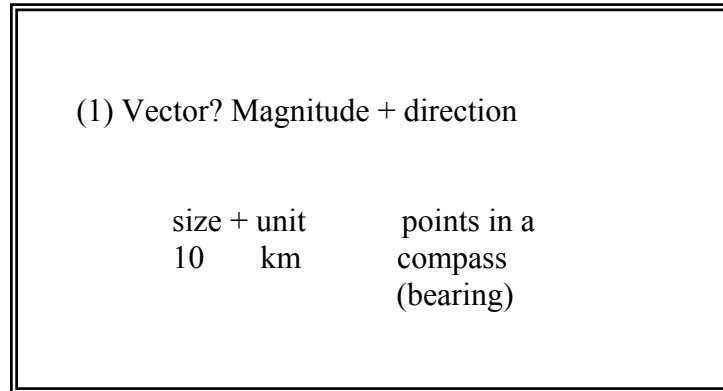 (1) Vector? Magnitude + direction
size + unit points in a
10 km compass
(bearing)